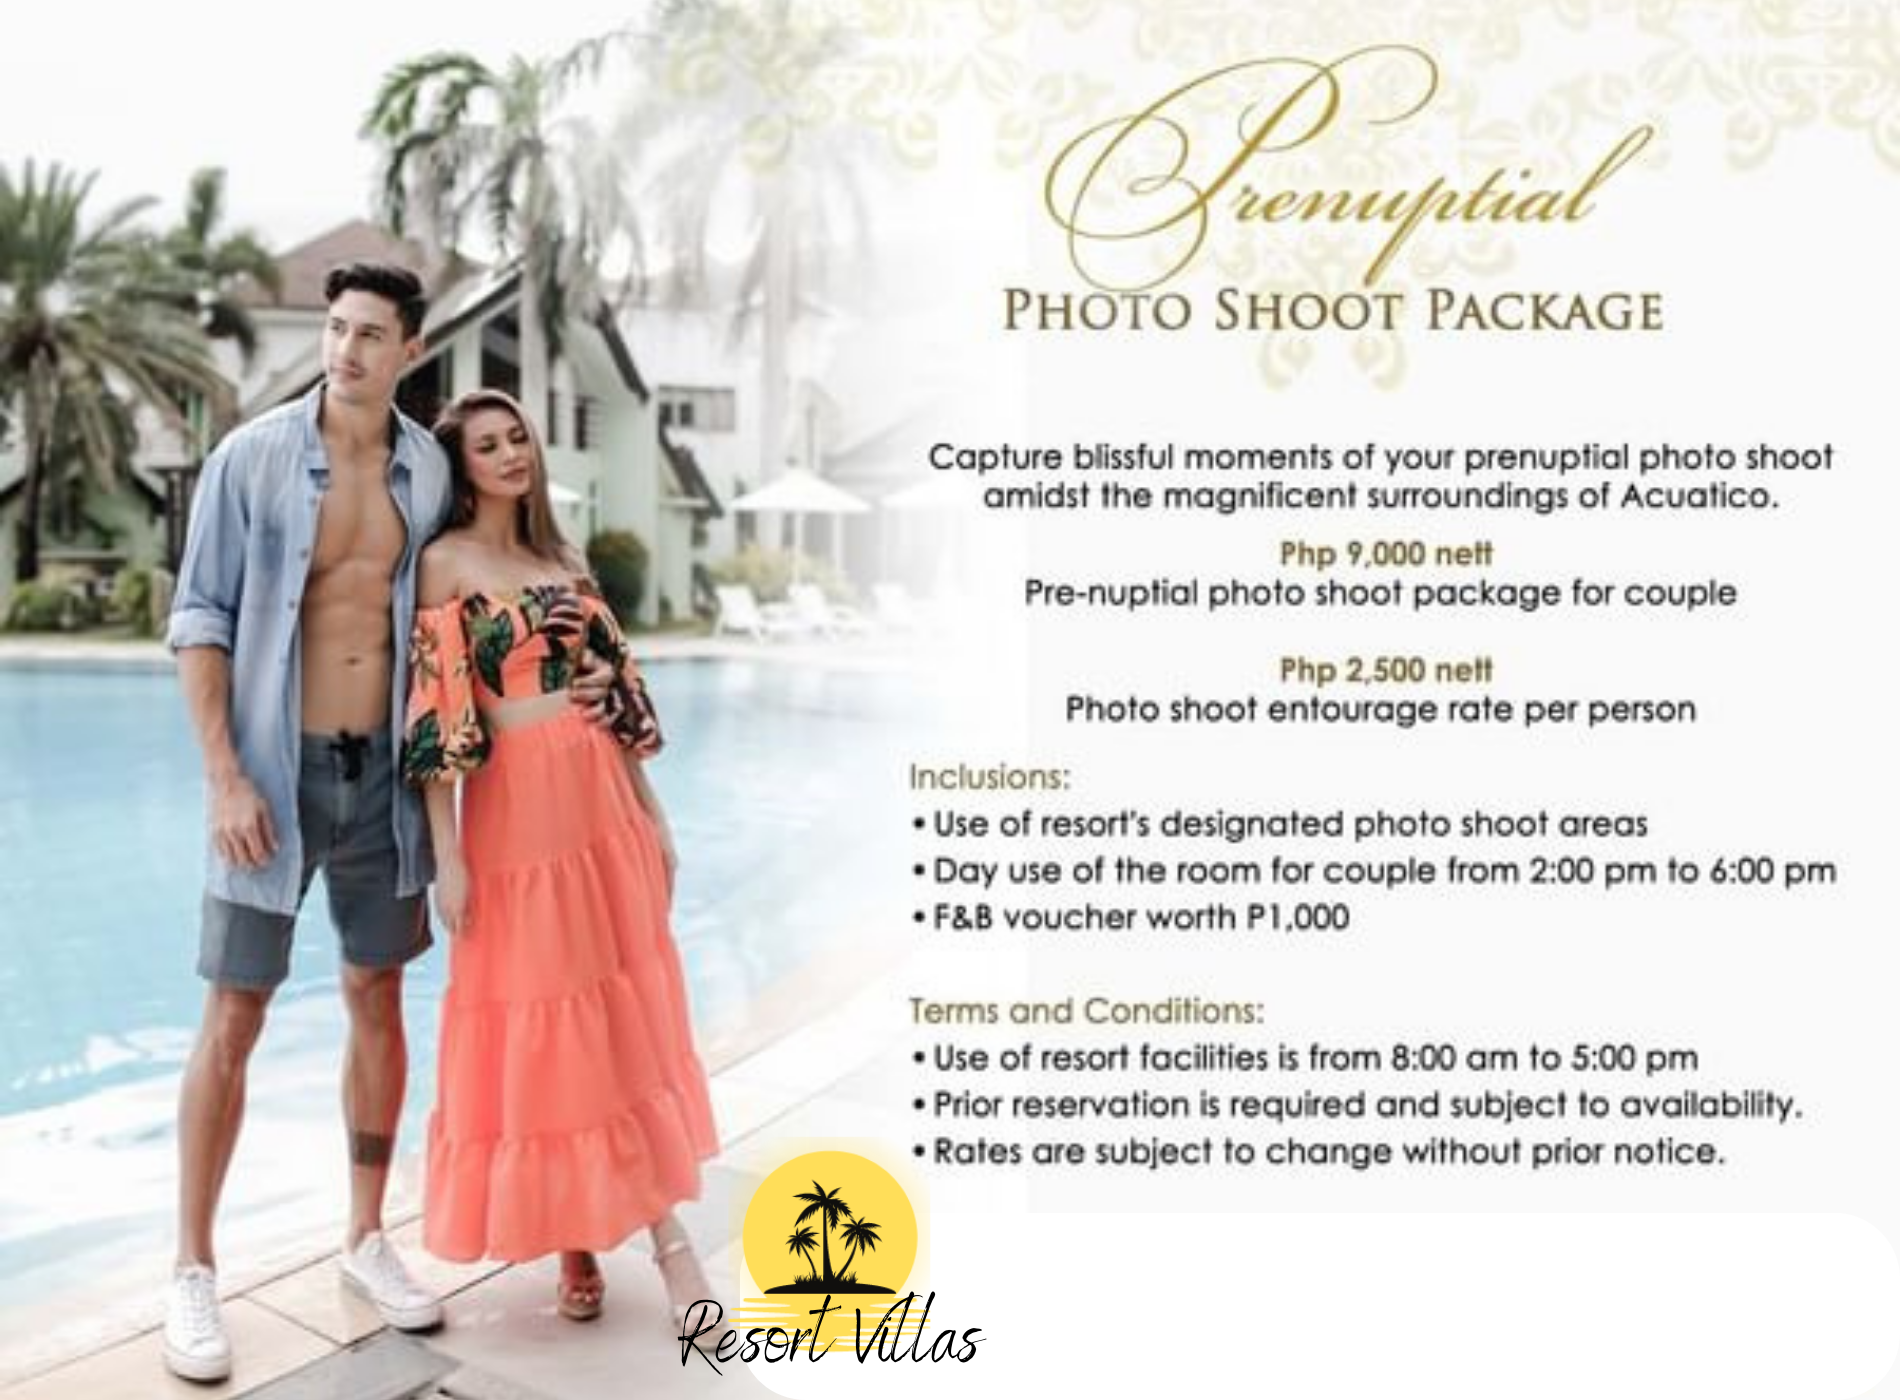 Prenuptial
PHOTO SHOOT PACKAGE
Capture blissful moments of your prenuptial photo shoot
amidst the magnificent surroundings of Acuatico.
Php 9,000 nett
Pre-nuptial photo shoot package for couple
Php 2,500 nett
Photo shoot entourage rate per person
Inclusions:
• Use of resort's designated photo shoot areas
• Day use of the room for couple from 2:00 pm to 6:00 pm
• F&B voucher worth P1,000
Terms and Conditions:
• Use of resort facilities is from 8:00 am to 5:00 pm
• Prior reservation is required and subject to availability.
• Rates are subject to change without prior notice.
Resort Villas